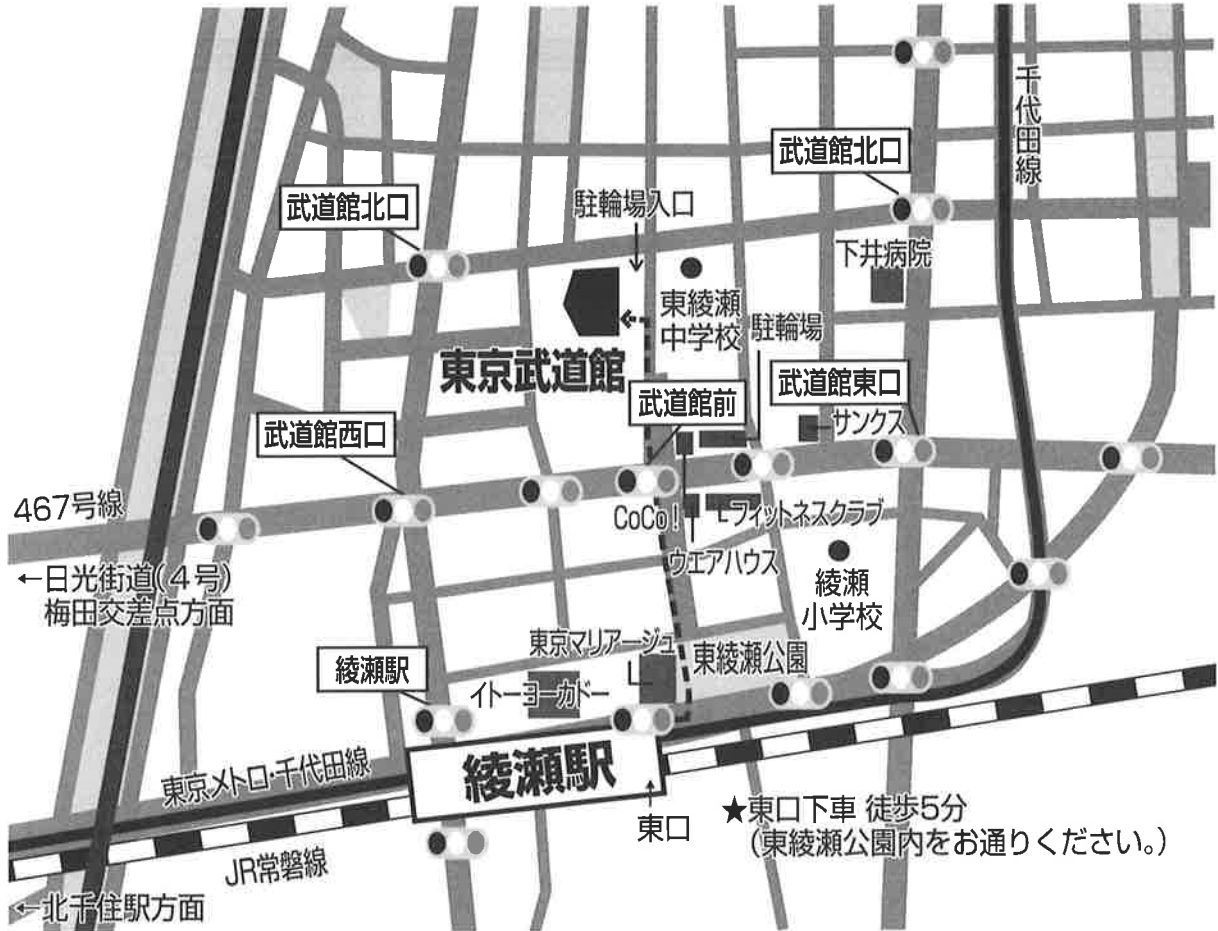 千代田線
武道館北口
武道館北口
駐輪場入口
下井病院
東綾瀬
中学校
駐輪場
東京武道館
武道館前
武道館東口
サンクス
武道館西口
467号線
CoCo!
フィットネスクラブ
ウエアハウス
←日光街道(4号)
梅田交差点方面
綾瀬
小学校
東京マリアージュ
東綾瀬公園
綾瀬駅
イトーヨーカドー
東京メトロ・千代田線
綾瀬駅
東口
★東口下車 徒歩5分
(東綾瀬公園内をお通りください。)
JR常磐線
←北千住駅方面